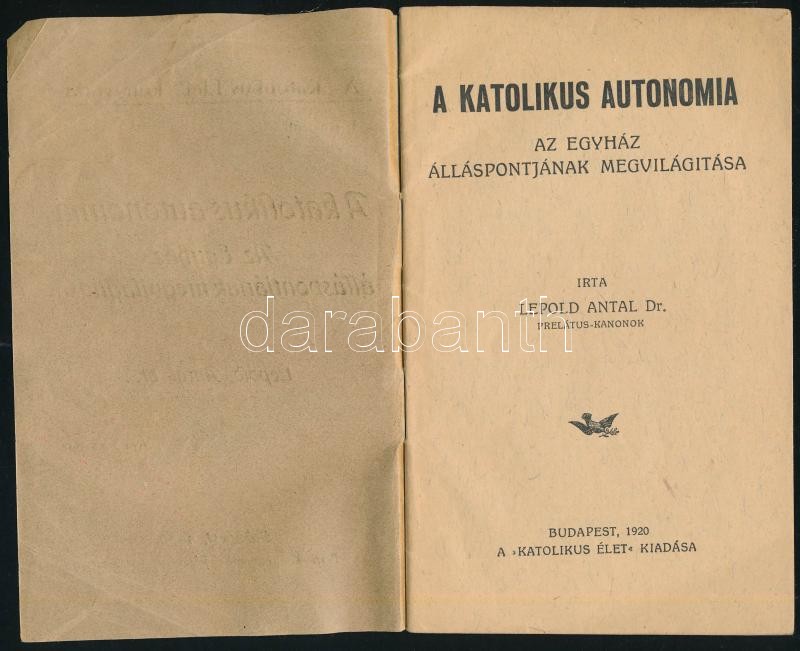 A KATOLIKUS AUTONOMIA
AZ EGYHÁZ
ÁLLÁSPONTJÁNAK MEGVILÁGITÁSA
IRTA
LEPOLD ANTAL Dr.
PRELÁTUS-KANONOK
darabanth
BUDAPEST, 1920
A »KATOLIKUS ÉLET« KIADÁSA